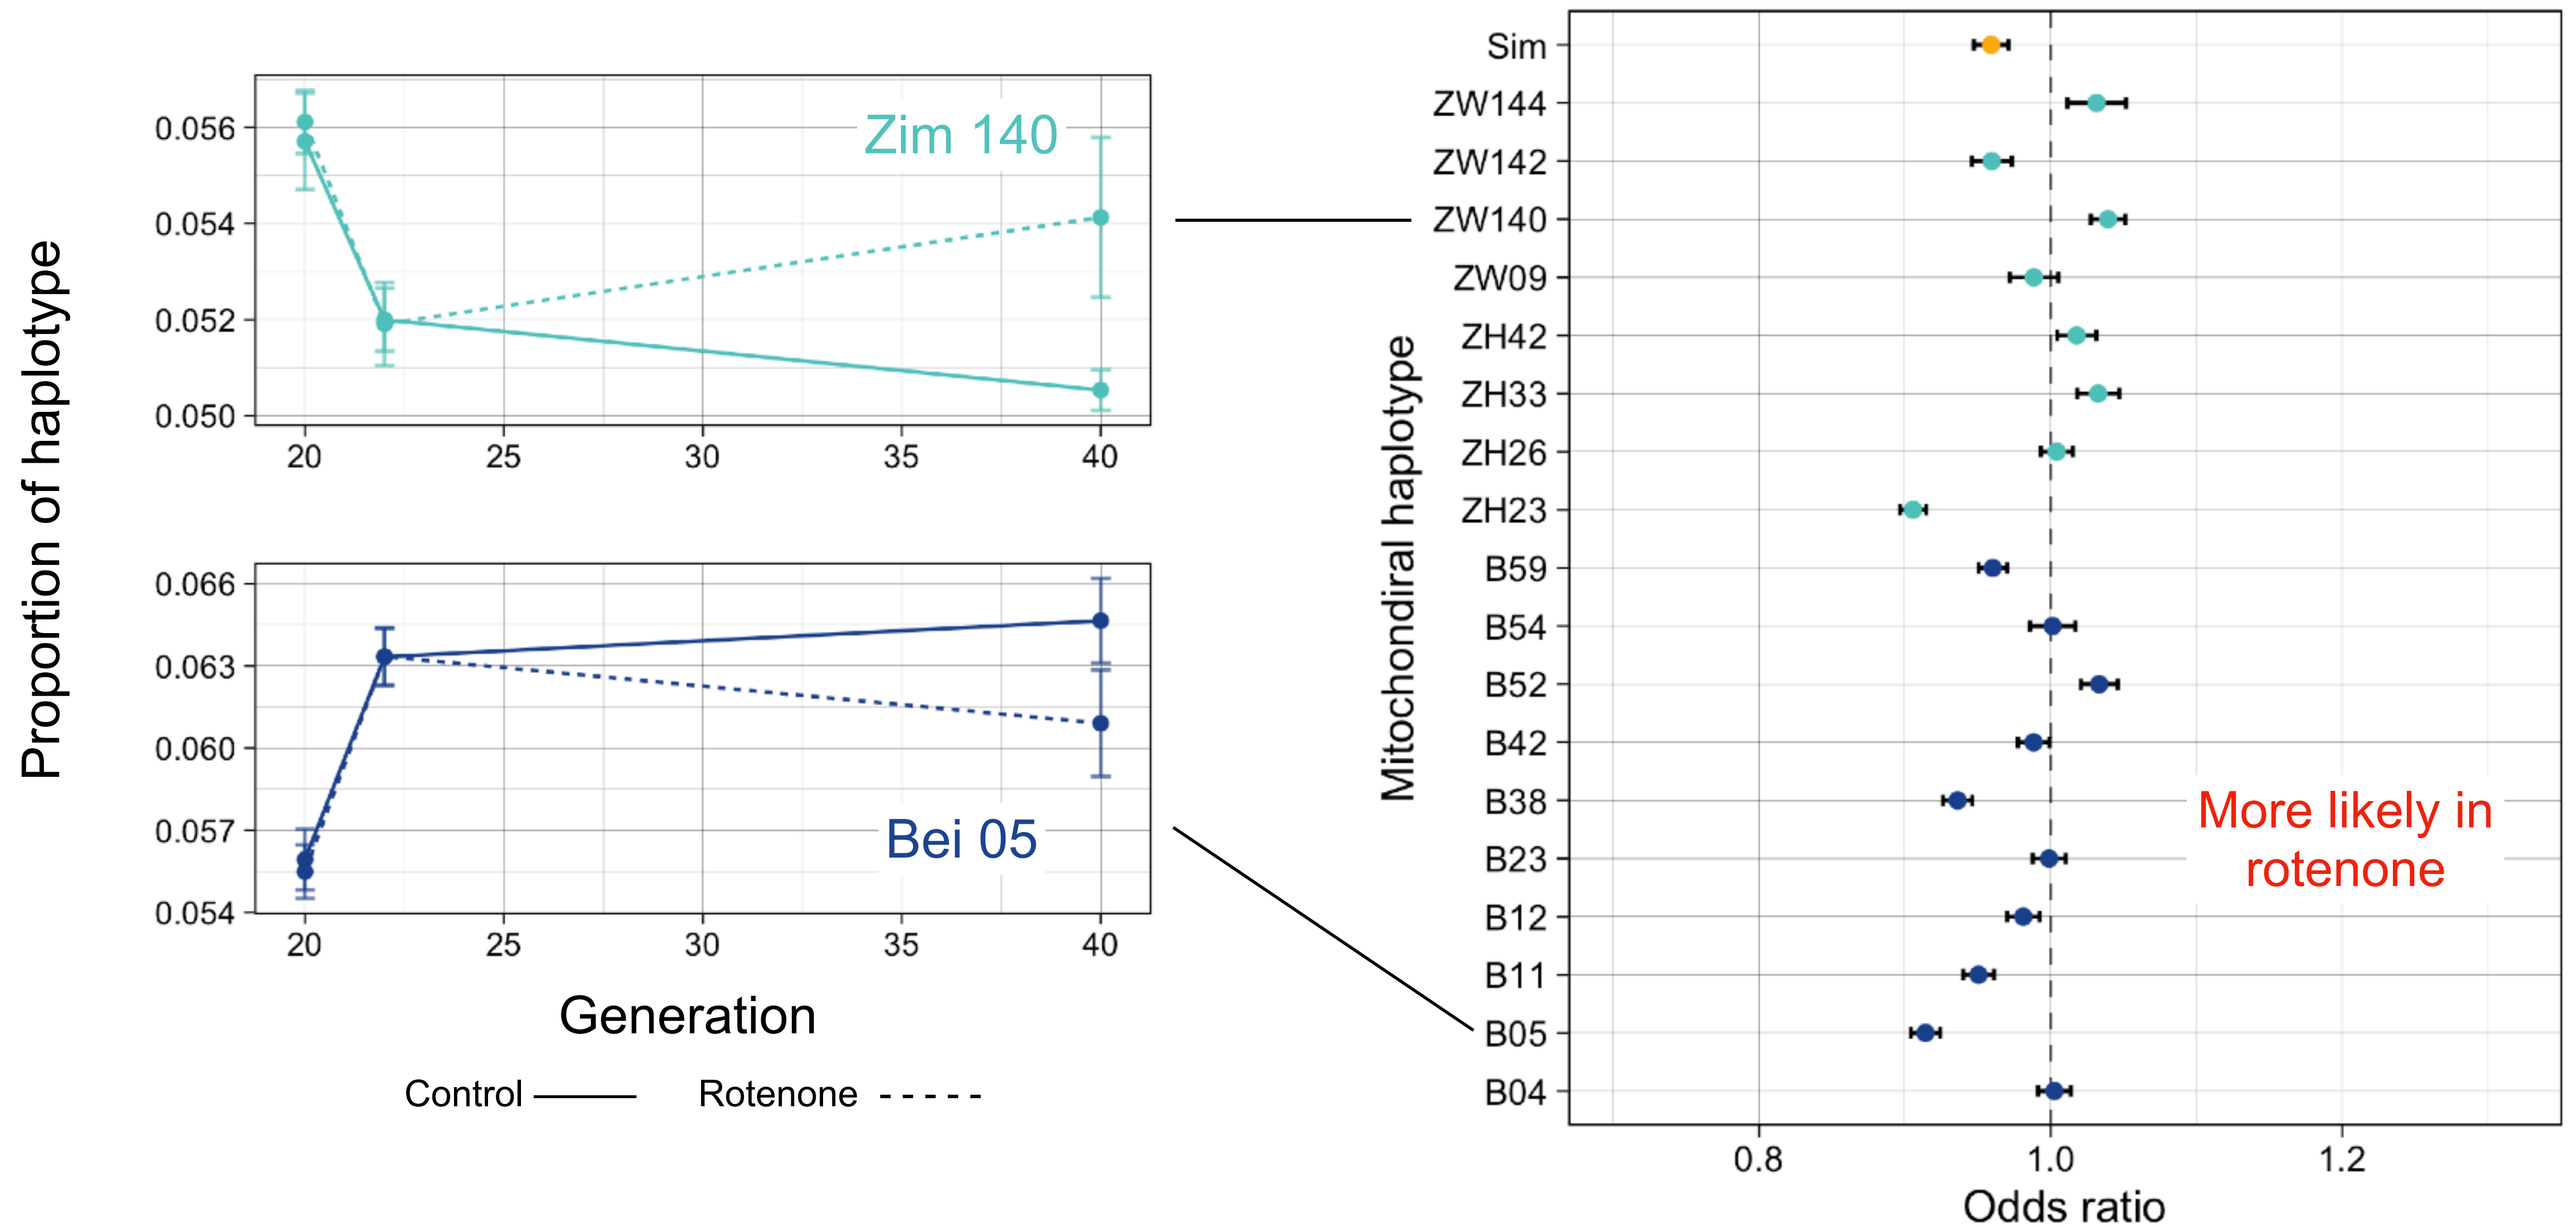 Proportion of haplotype
0.056
0.054
0.052
0.050
Zim 140
20 25 30 35 40
0.066
0.063
0.060
0.057
0.054
Bei 05
20 25 30 35 40
Generation
Control Rotenone
Mitochondiral haplotype
Sim
ZW144
ZW142
ZW140
ZW09
ZH42
ZH33
ZH26
ZH23
B59
B54
B52
B42
B38
B23
B12
B11
B05
B04
More likely in
rotenone
0.8 1.0 1.2
Odds ratio